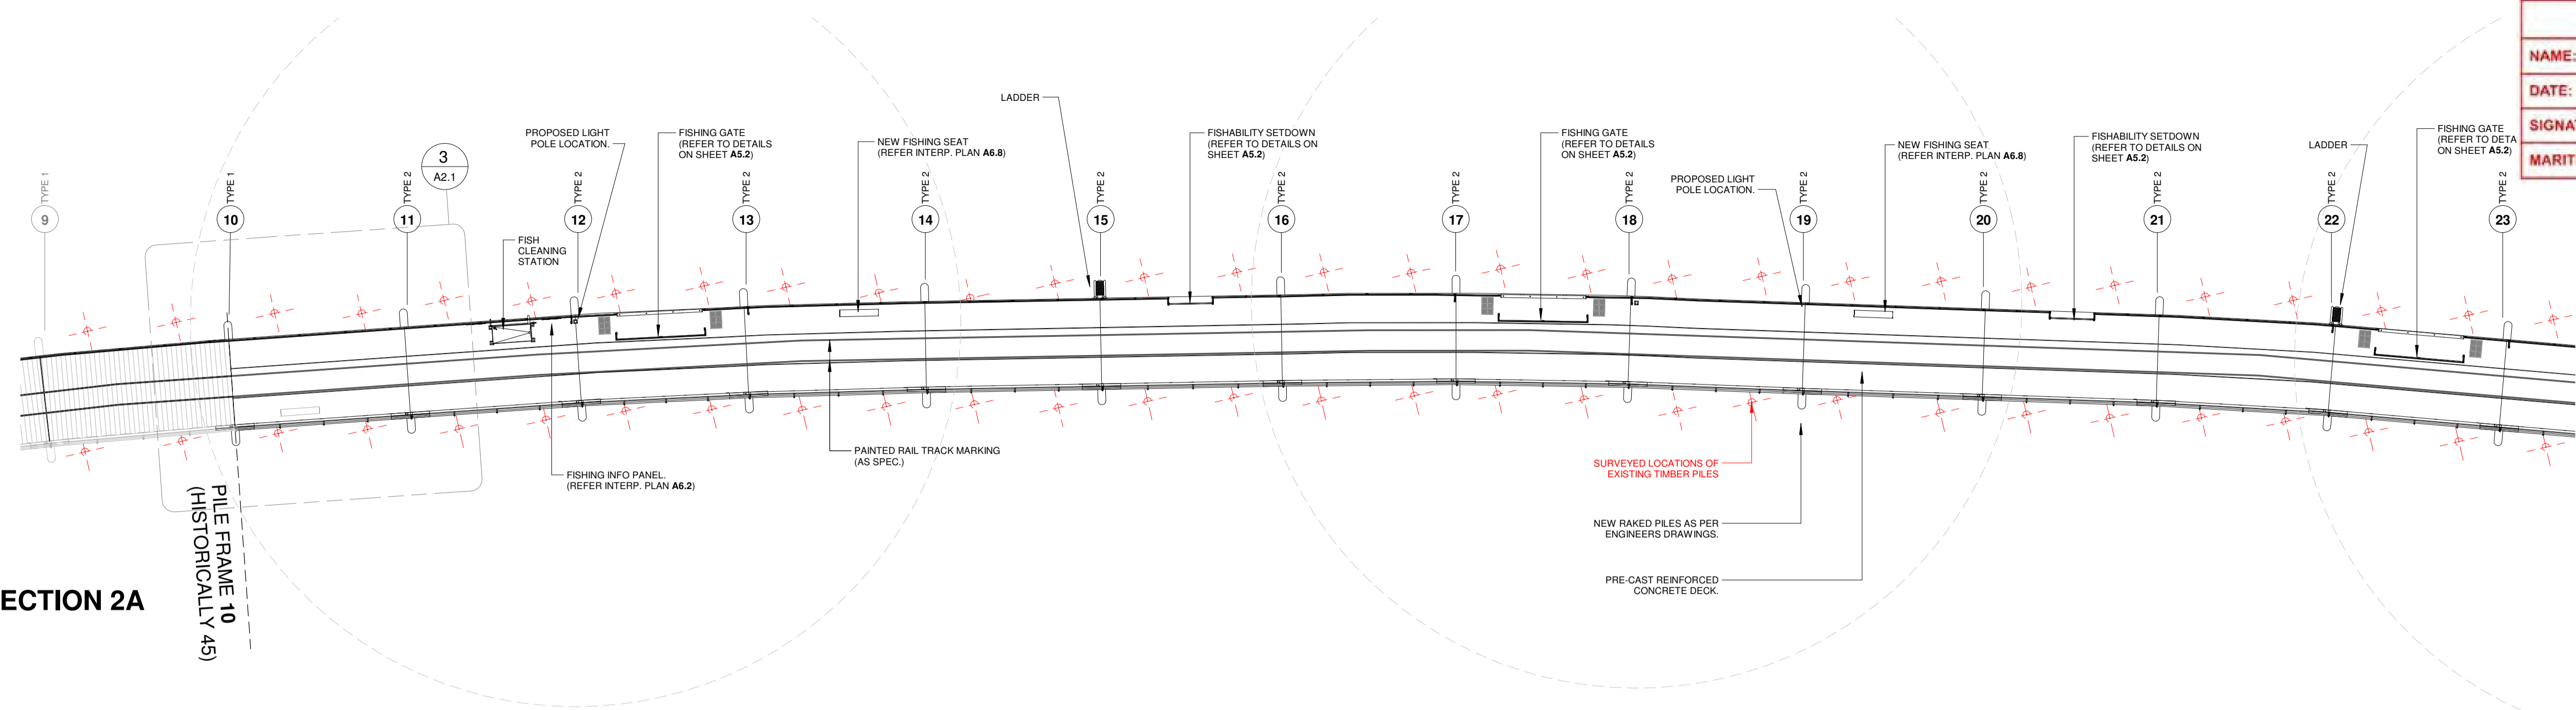 NAME:
DATE:
SIGNA
MARIT
LADDER
PROPOSED LIGHT
POLE LOCATION.
FISHING GATE
(REFER TO DETAILS
ON SHEET A5.2)
NEW FISHING SEAT
(REFER INTERP. PLAN A6.8)
FISHABILITY SETDOWN
(REFER TO DETAILS ON
SHEET A5.2)
FISHING GATE
(REFER TO DETAILS
ON SHEET A5.2)
PROPOSED LIGHT
POLE LOCATION.
NEW FISHING SEAT
(REFER INTERP. PLAN A6.8)
FISHABILITY SETDOWN
(REFER TO DETAILS ON
SHEET A5.2)
LADDER
FISHING GATE
(REFER TO DETA
ON SHEET A5.2)
3
A2.1
TYPE 1
9
TYPE 1
10
TYPE 2
11
TYPE 2
12
TYPE 2
13
TYPE 2
14
TYPE 2
15
TYPE 2
16
TYPE 2
17
TYPE 2
18
TYPE 2
19
TYPE 2
20
TYPE 2
21
TYPE 2
22
TYPE 2
23
FISH
CLEANING
STATION
PAINTED RAIL TRACK MARKING
(AS SPEC.)
FISHING INFO PANEL.
(REFER INTERP. PLAN A6.2)
SURVEYED LOCATIONS OF
EXISTING TIMBER PILES
NEW RAKED PILES AS PER
ENGINEERS DRAWINGS.
PRE-CAST REINFORCED
CONCRETE DECK.
PILE FRAME 10
(HISTORICALLY 45)
ECTION 2A